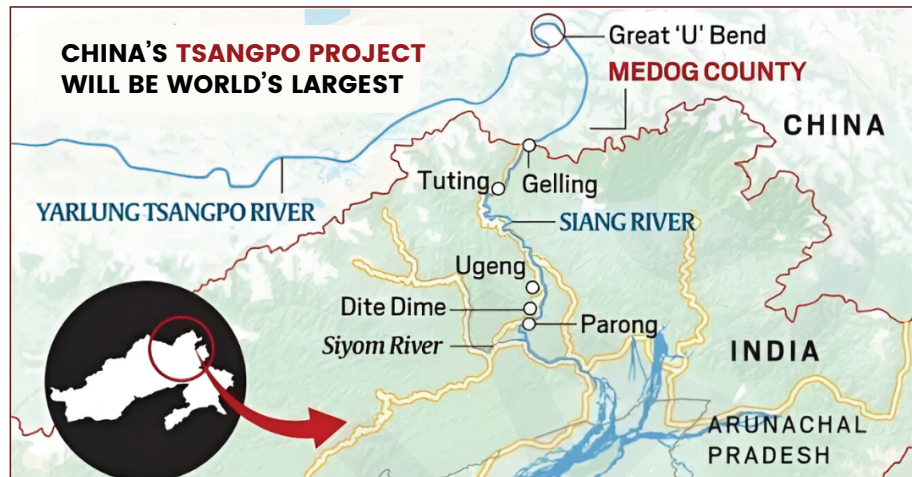 CHINA'S TSANGPO PROJECT
WILL BE WORLD'S LARGEST
Great 'U' Bend
MEDOG COUNTY
CHINA
Tuting
Gelling
YARLUNG TSANGPO RIVER
SIANG RIVER
Ugeng
Dite Dime
Parong
Siyom River
INDIA
ARUNACHAL
PRADESH